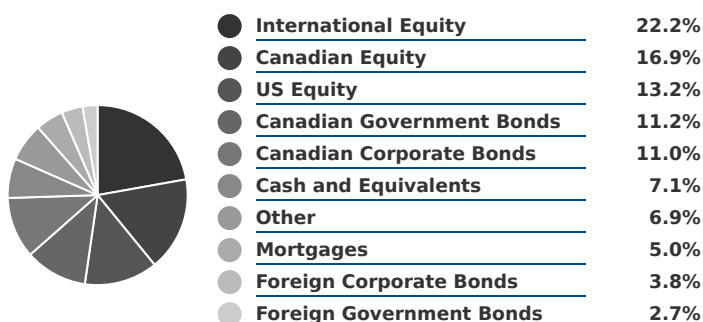 International Equity 22.2%
Canadian Equity 16.9%
US Equity 13.2%
Canadian Government Bonds 11.2%
Canadian Corporate Bonds 11.0%
Cash and Equivalents 7.1%
Other 6.9%
Mortgages 5.0%
Foreign Corporate Bonds 3.8%
Foreign Government Bonds 2.7%